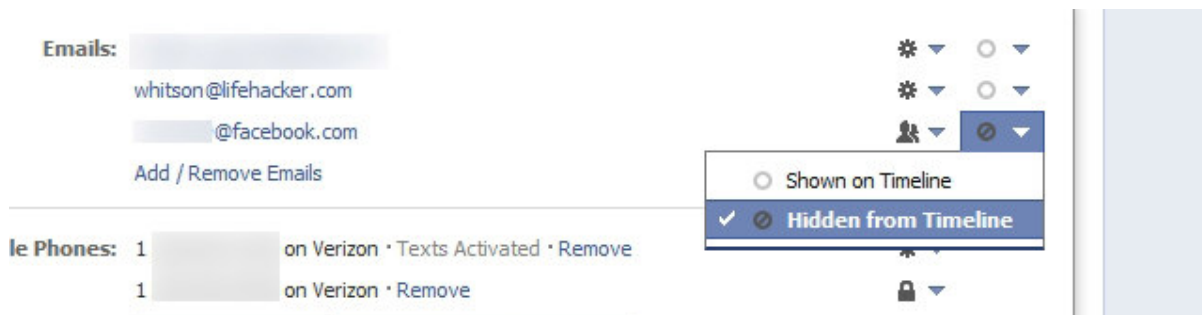 Emails:
whitson@lifehacker.com
@facebook.com
Add / Remove Emails
Shown on Timeline
Hidden from Timeline
le Phones: 1 on Verizon · Texts Activated · Remove
1 on Verizon · Remove